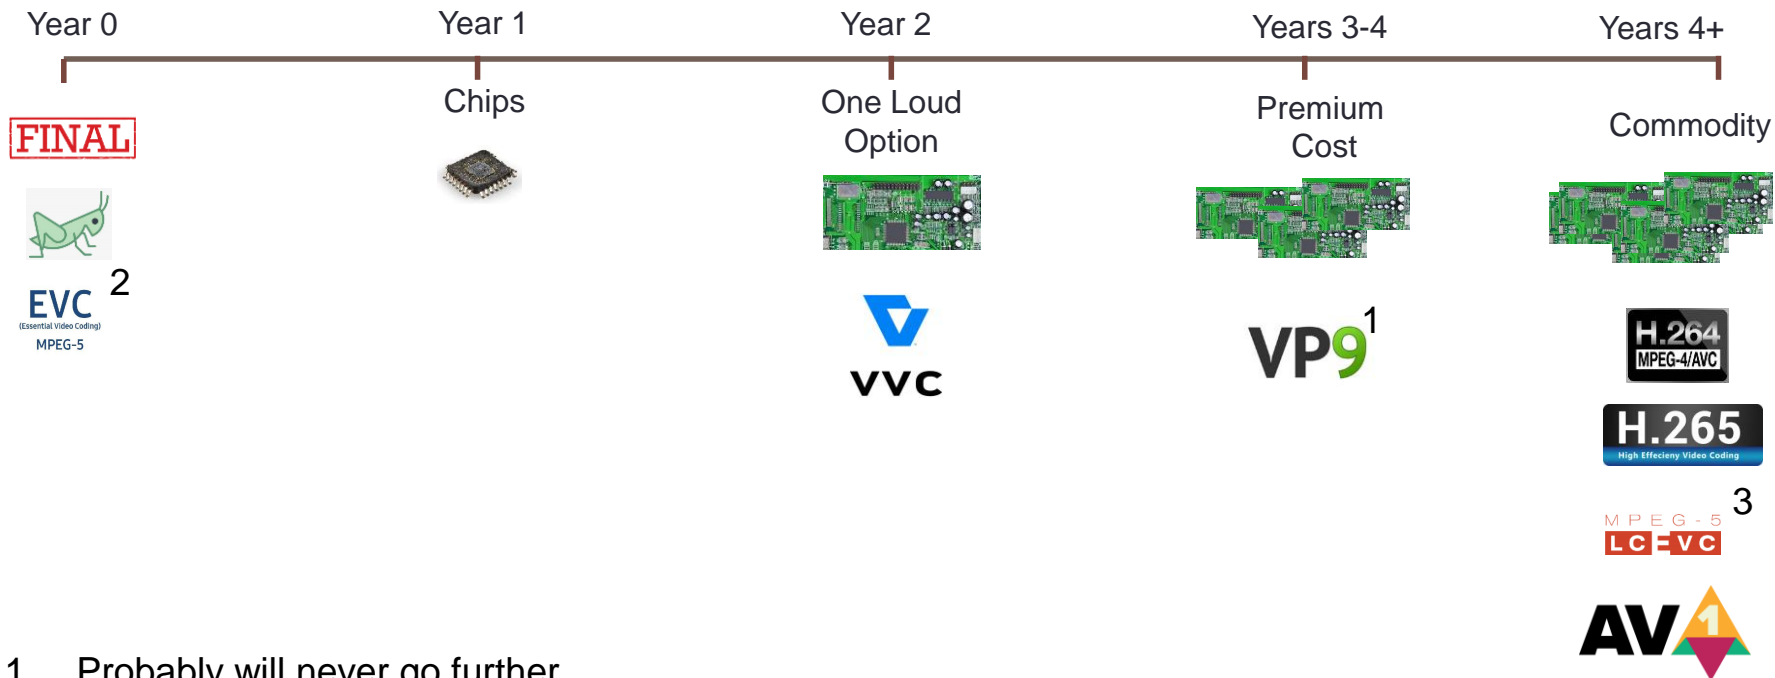 Year 0
Year 1
Year 2
Years 3-4
Years 4+
FINAL
Chips
One Loud
Option
Premium
Cost
Commodity
EVC 2
(Essential Video Coding)
MPEG-5
VVC
VP9 1
H.264
MPEG-4/AVC
H.265
High Effecieny Video Coding
MPEG-5 3
LCEVC
AV1
1 Probably will never go further